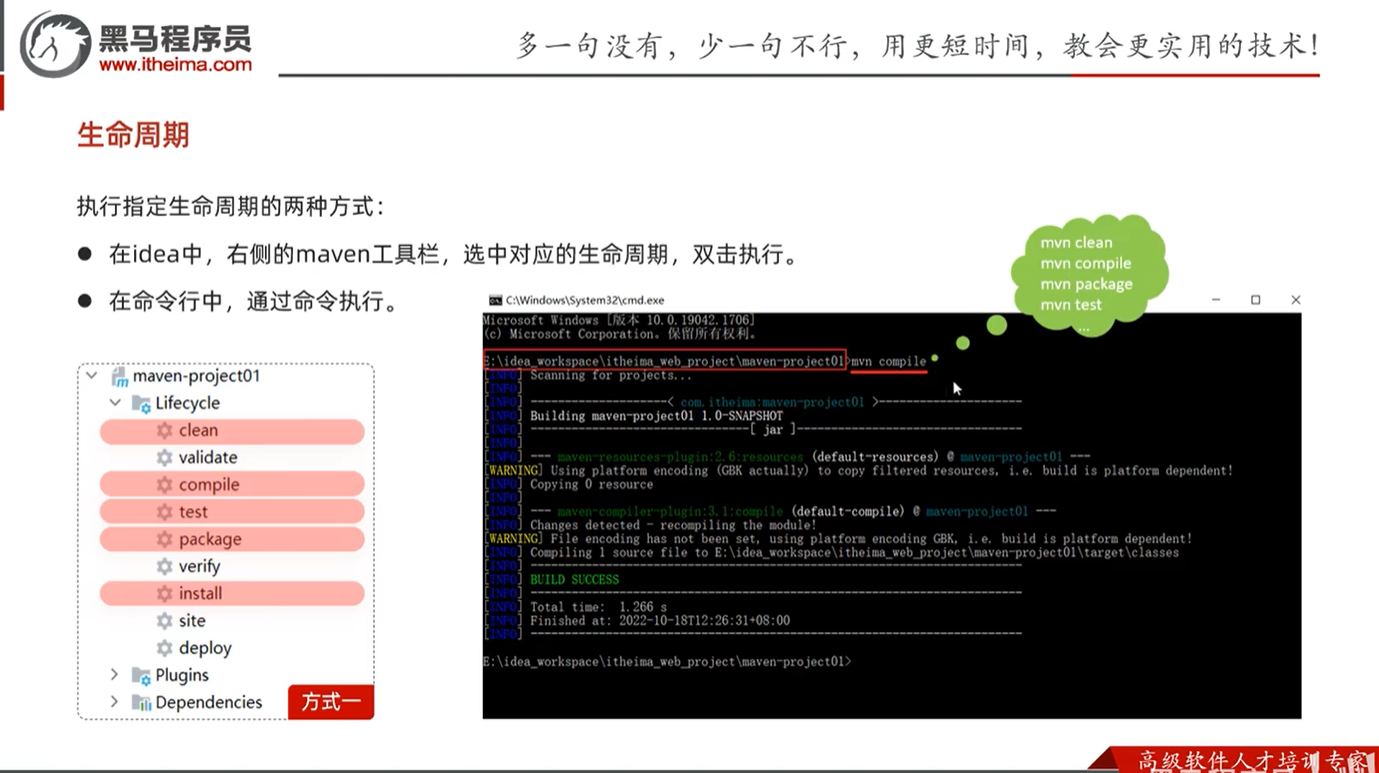 黑马程序员
www.itheima.com
多一句没有，少一句不行，用更短时间，教会更实用的技术！
生命周期
执行指定生命周期的两种方式：
● 在idea中，右侧的maven工具栏，选中对应的生命周期，双击执行。
● 在命令行中，通过命令执行。
mvn clean
mvn compile
mvn package
mvn test
...
maven-project01
Lifecycle
clean
validate
compile
test
package
verify
install
site
deploy
Plugins
Dependencies
方式一
C:\Windows\System32\cmd.exe
Microsoft Windows [版本 10.0.19042.1706]
(c) Microsoft Corporation。保留所有权利。
E:\idea_workspace\itheima_web_project\maven-project01>mvn compile
[INFO] Scanning for projects...
[INFO]
[INFO] ---------------------< com.itheima:maven-project01 >---------------------
[INFO] Building maven-project01 1.0-SNAPSHOT
[INFO] --------------------------------[ jar ]---------------------------------
[INFO]
[INFO] --- maven-resources-plugin:2.6:resources (default-resources) @ maven-project01 ---
[WARNING] Using platform encoding (GBK actually) to copy filtered resources, i.e. build is platform dependent!
[INFO] Copying 0 resource
[INFO]
[INFO] --- maven-compiler-plugin:3.1:compile (default-compile) @ maven-project01 ---
[INFO] Changes detected - recompiling the module!
[WARNING] File encoding has not been set, using platform encoding GBK, i.e. build is platform dependent!
[INFO] Compiling 1 source file to E:\idea_workspace\itheima_web_project\maven-project01\target\classes
[INFO] ------------------------------------------------------------------------
[INFO] BUILD SUCCESS
[INFO] ------------------------------------------------------------------------
[INFO] Total time:  1.266 s
[INFO] Finished at: 2022-10-18T12:26:31+08:00
[INFO] ------------------------------------------------------------------------
E:\idea_workspace\itheima_web_project\maven-project01>
高级软件人才培训专家